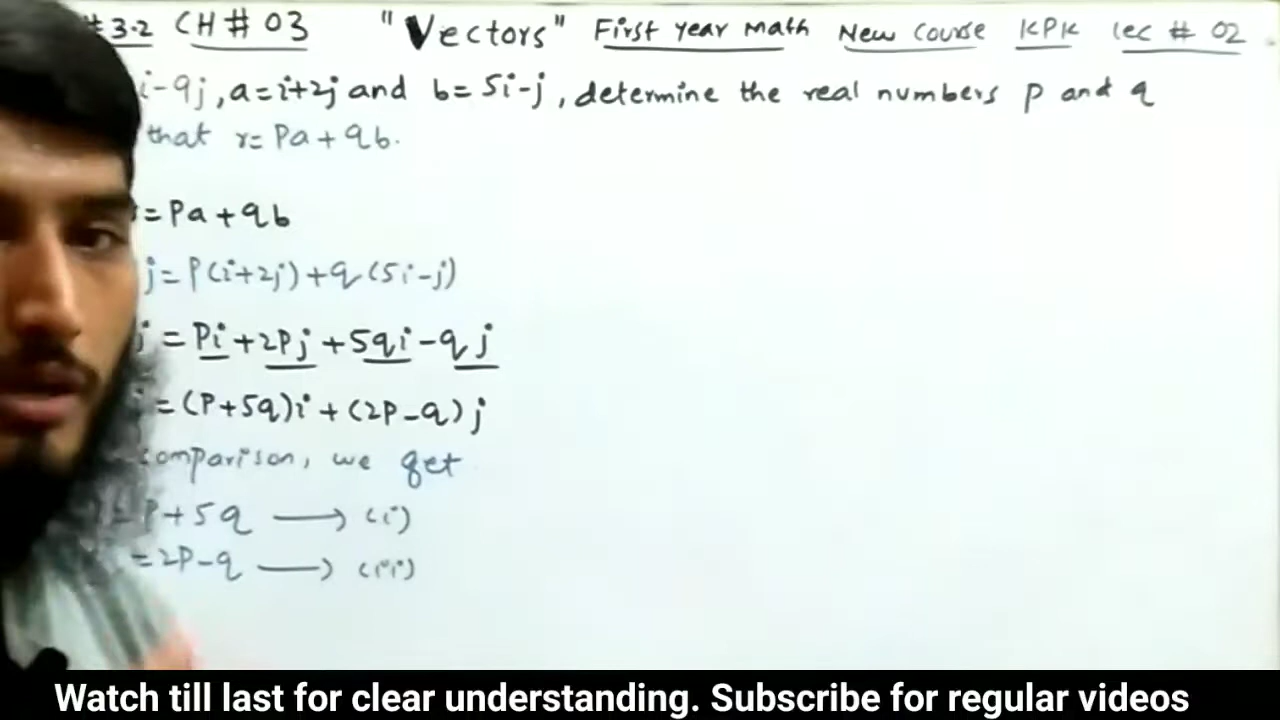 # 3.2 CH # 03 "Vectors" First year math New Course KPK lec # 02
i-9j, a=i+2j and b=5i-j, determine the real numbers p and q
that r=Pa+qb.
=Pa+qb
j=P(i+2j)+q(5i-j)
j=Pi+2Pj+5qi-qj
=(P+5q)i+(2P-q)j
comparison, we get
=P+5q → (i)
=2P-q → (ii)
Watch till last for clear understanding. Subscribe for regular videos